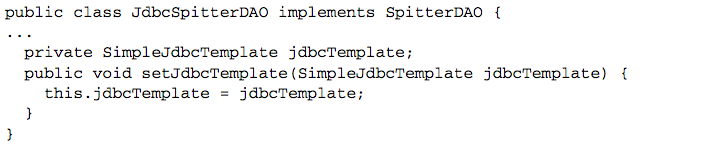 public class JdbcSpitterDAO implements SpitterDAO {
...
  private SimpleJdbcTemplate jdbcTemplate;
  public void setJdbcTemplate(SimpleJdbcTemplate jdbcTemplate) {
    this.jdbcTemplate = jdbcTemplate;
  }
}